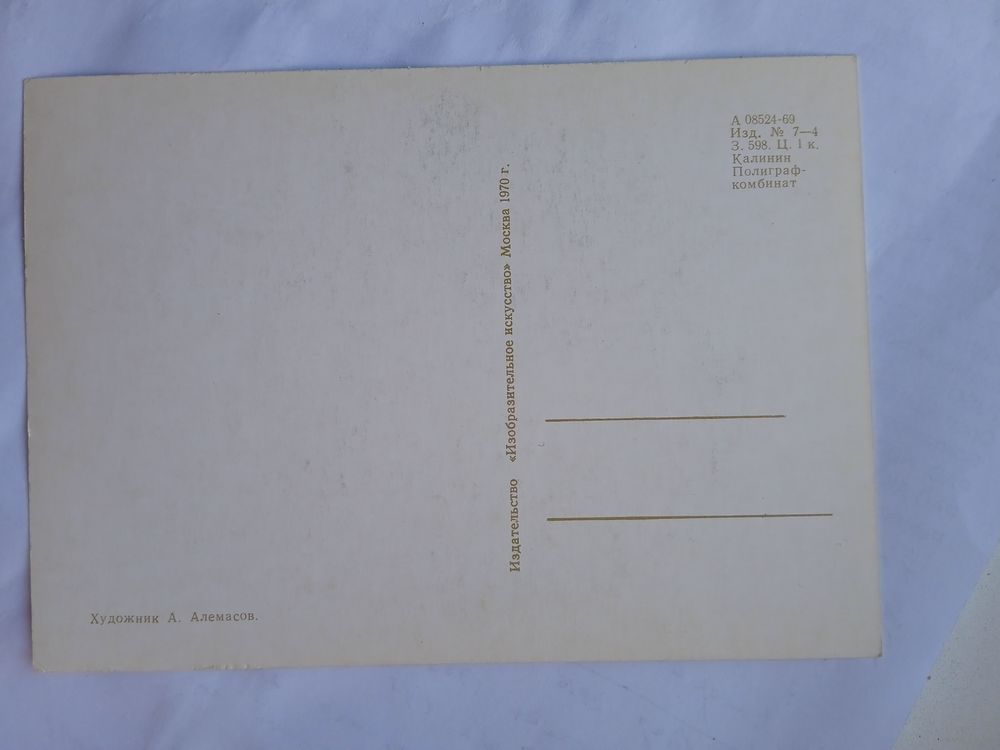 А 08524-69
Изд. № 7—4
З. 598. Ц. 1 к.
Калинин
Полиграф-
комбинат
Издательство «Изобразительное искусство» Москва 1970 г.
Художник А. Алемасов.